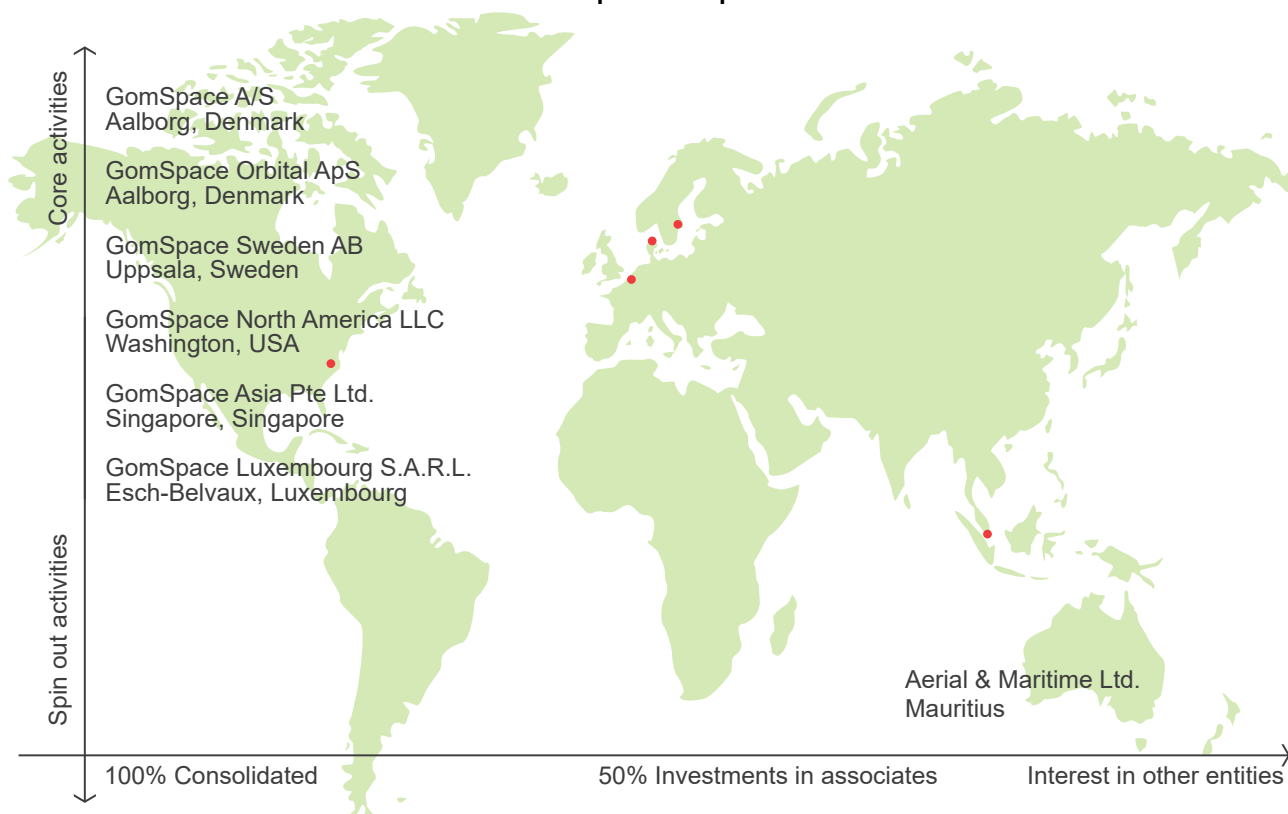 Core activities
GomSpace A/S
Aalborg, Denmark
GomSpace Orbital ApS
Aalborg, Denmark
GomSpace Sweden AB
Uppsala, Sweden
GomSpace North America LLC
Washington, USA
GomSpace Asia Pte Ltd.
Singapore, Singapore
GomSpace Luxembourg S.A.R.L.
Esch-Belvaux, Luxembourg
Spin out activities
Aerial & Maritime Ltd.
Mauritius
100% Consolidated
50% Investments in associates
Interest in other entities